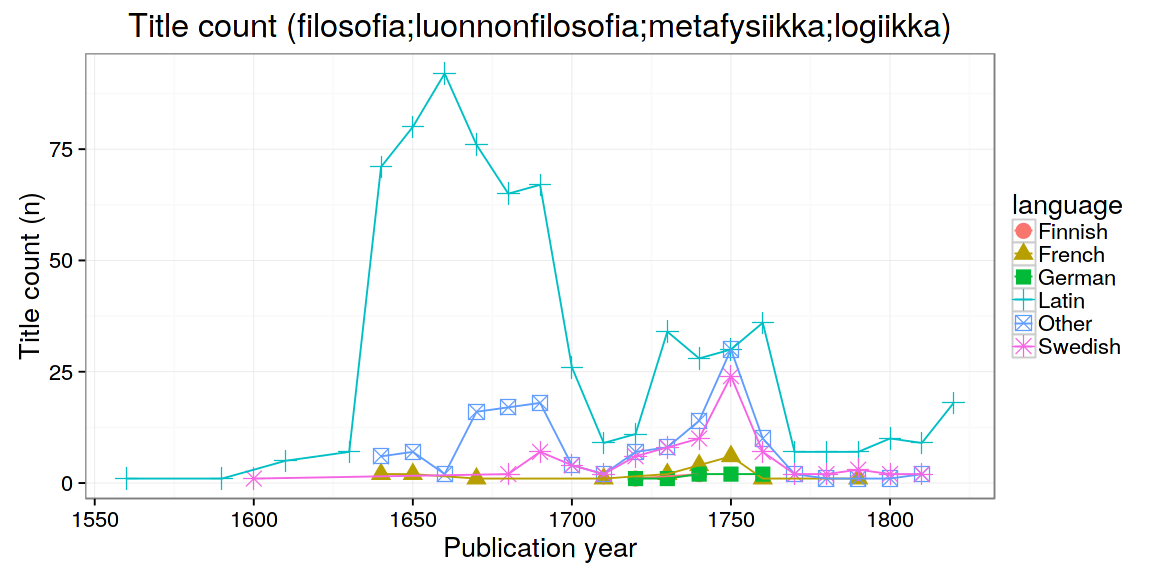 Title count (filosofia;luonnonfilosofia;metafysiikka;logiikka)
Title count (n)
75
50
25
0
1550 1600 1650 1700 1750 1800
Publication year
language
Finnish
French
German
Latin
Other
Swedish